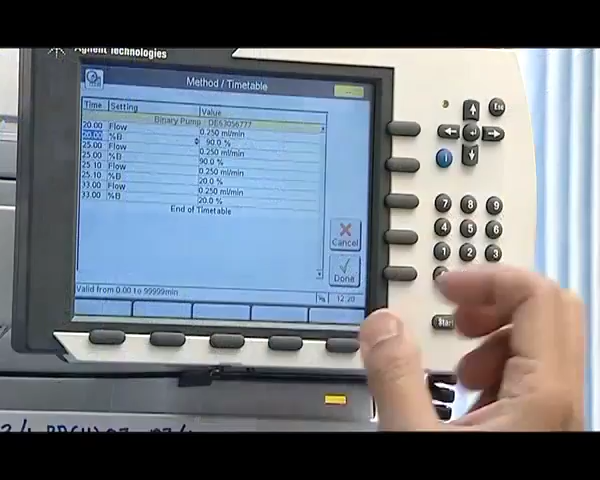 Agilent Technologies
Method / Timetable
Time Setting Value
Binary Pump : DE63056777
20.00 Flow 0.250 ml/min
20.00 %B 90.0 %
25.00 Flow 0.250 ml/min
25.00 %B 90.0 %
25.10 Flow 0.250 ml/min
25.10 %B 20.0 %
33.00 Flow 0.250 ml/min
33.00 %B 20.0 %
End of Timetable
Cancel
Done
Valid from 0.00 to 99999min
12:20
Esc
i
7 8 9
4 5 6
1 2 3
Start